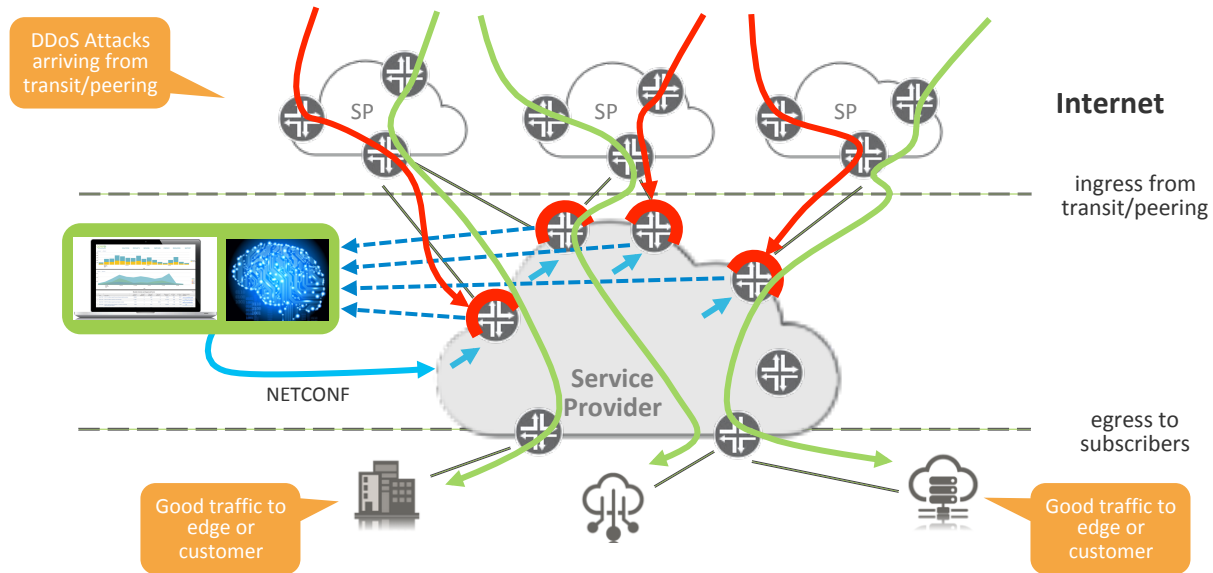 DDoS Attacks
arriving from
transit/peering
SP
SP
SP
Internet
ingress from
transit/peering
NETCONF
Service
Provider
egress to
subscribers
Good traffic to
edge or
customer
Good traffic to
edge or
customer